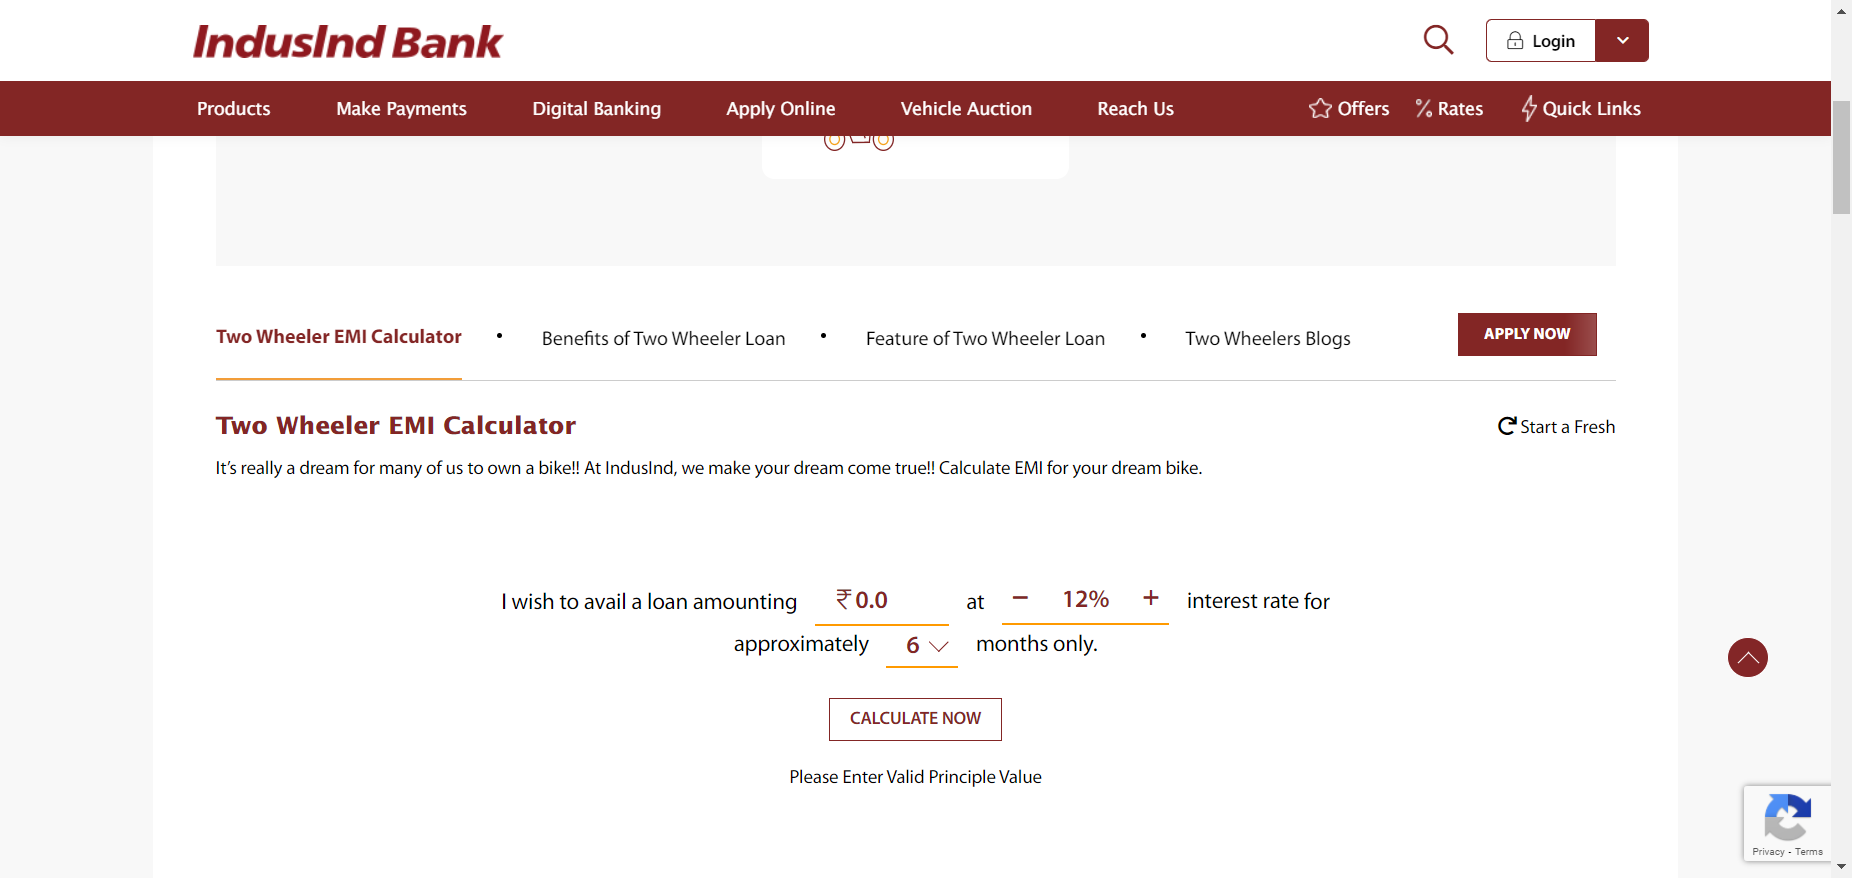 IndusInd Bank
Login
Products Make Payments Digital Banking Apply Online Vehicle Auction Reach Us Offers Rates Quick Links
Two Wheeler EMI Calculator • Benefits of Two Wheeler Loan • Feature of Two Wheeler Loan • Two Wheelers Blogs APPLY NOW
Two Wheeler EMI Calculator
Start a Fresh
It’s really a dream for many of us to own a bike!! At IndusInd, we make your dream come true!! Calculate EMI for your dream bike.
I wish to avail a loan amounting ₹0.0 at − 12% + interest rate for
approximately 6 months only.
CALCULATE NOW
Please Enter Valid Principle Value
Privacy - Terms